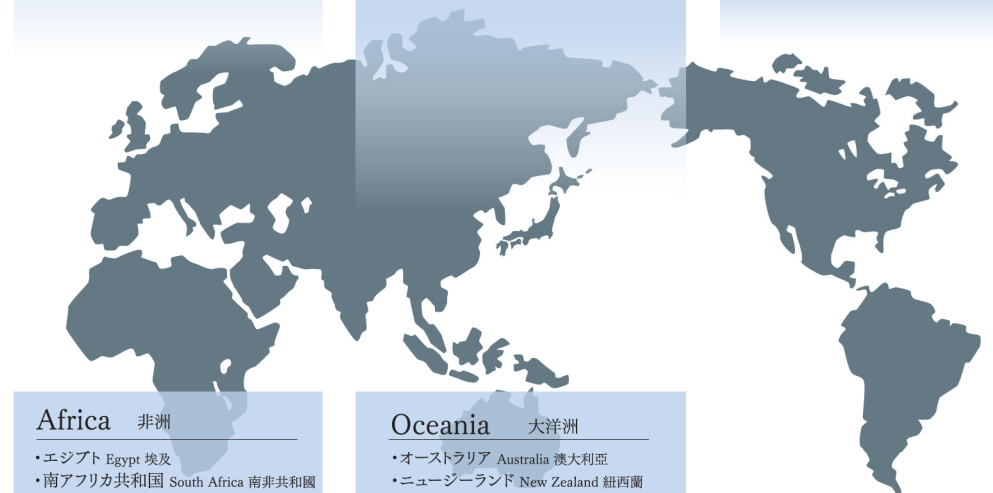 Africa 非洲
・エジプト Egypt 埃及
・南アフリカ共和国 South Africa 南非共和國
Oceania 大洋洲
・オーストラリア Australia 澳大利亞
・ニュージーランド New Zealand 紐西蘭